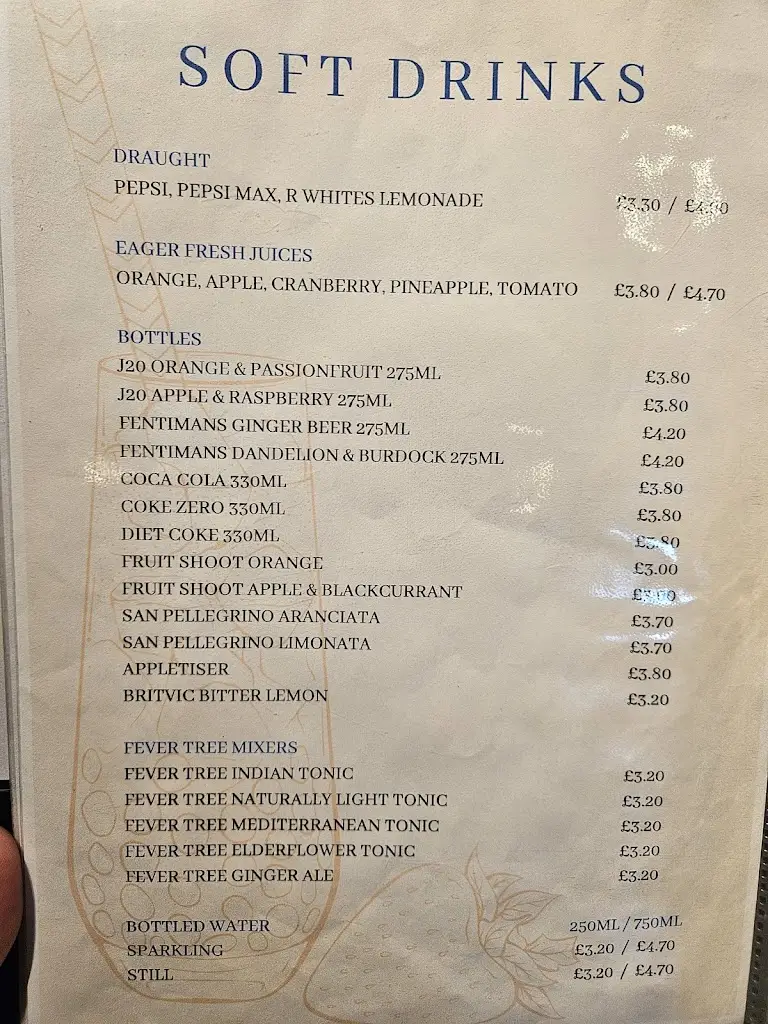 SOFT DRINKS
DRAUGHT
PEPSI, PEPSI MAX, R WHITES LEMONADE £3.30 / £4.00
EAGER FRESH JUICES
ORANGE, APPLE, CRANBERRY, PINEAPPLE, TOMATO £3.80 / £4.70
BOTTLES
J20 ORANGE & PASSIONFRUIT 275ML £3.80
J20 APPLE & RASPBERRY 275ML £3.80
FENTIMANS GINGER BEER 275ML £4.20
FENTIMANS DANDELION & BURDOCK 275ML £4.20
COCA COLA 330ML £3.80
COKE ZERO 330ML £3.80
DIET COKE 330ML £3.80
FRUIT SHOOT ORANGE £3.00
FRUIT SHOOT APPLE & BLACKCURRANT
SAN PELLEGRINO ARANCIATA £3.70
SAN PELLEGRINO LIMONATA £3.70
APPLETISER £3.80
BRITVIC BITTER LEMON £3.20
FEVER TREE MIXERS
FEVER TREE INDIAN TONIC £3.20
FEVER TREE NATURALLY LIGHT TONIC £3.20
FEVER TREE MEDITERRANEAN TONIC £3.20
FEVER TREE ELDERFLOWER TONIC £3.20
FEVER TREE GINGER ALE £3.20
BOTTLED WATER 250ML / 750ML
SPARKLING £3.20 / £4.70
STILL £3.20 / £4.70